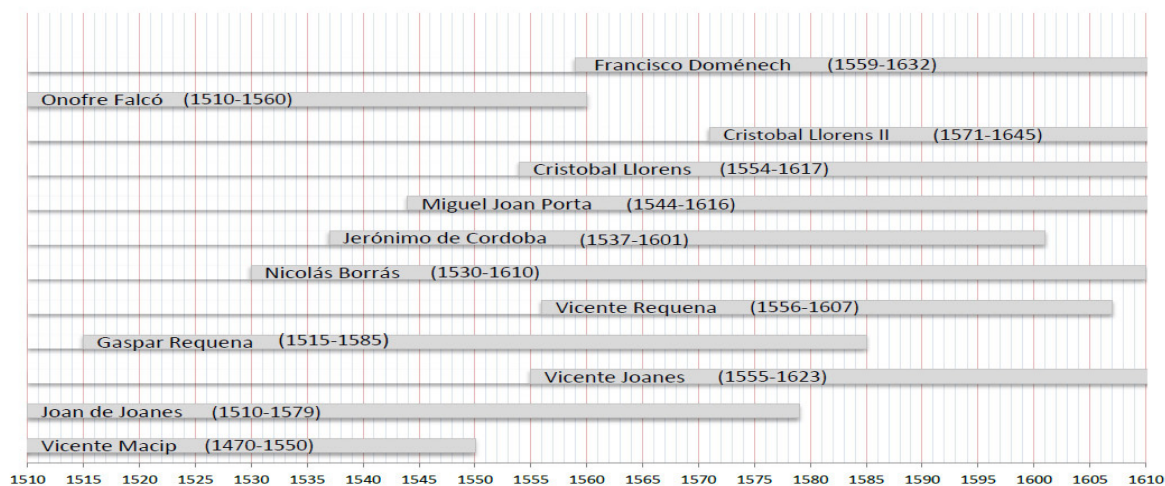 Francisco Doménech (1559-1632)
Onofre Falcó (1510-1560)
Cristobal Llorens II (1571-1645)
Cristobal Llorens (1554-1617)
Miguel Joan Porta (1544-1616)
Jerónimo de Cordoba (1537-1601)
Nicolás Borrás (1530-1610)
Vicente Requena (1556-1607)
Gaspar Requena (1515-1585)
Vicente Joanes (1555-1623)
Joan de Joanes (1510-1579)
Vicente Macip (1470-1550)
1510 1515 1520 1525 1530 1535 1540 1545 1550 1555 1560 1565 1570 1575 1580 1585 1590 1595 1600 1605 1610